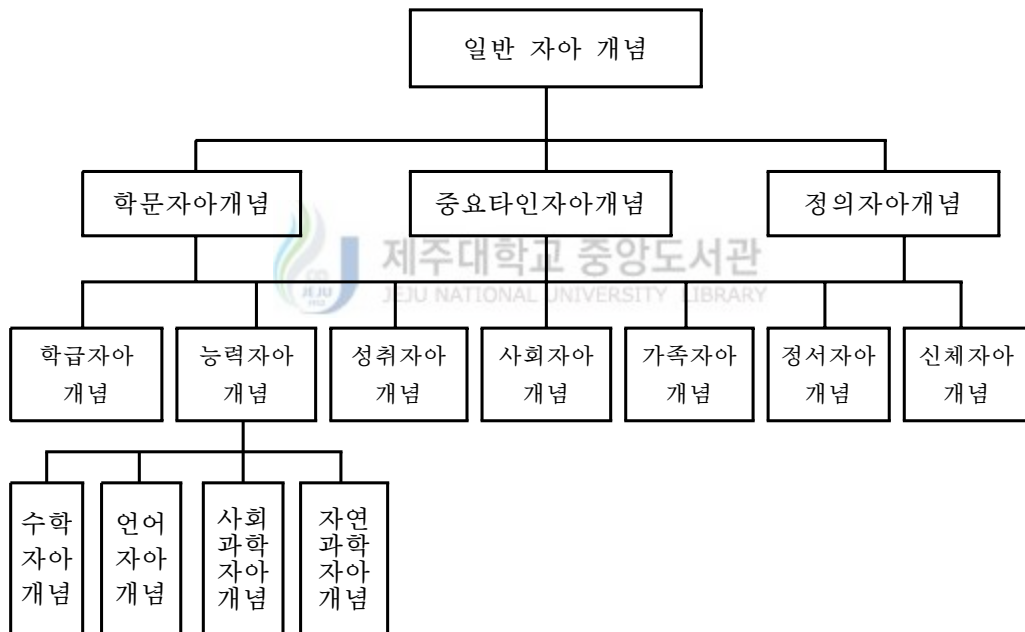 일반 자아 개념
학문자아개념
중요타인자아개념
정의자아개념
제주대학교 중앙도서관
JEJU NATIONAL UNIVERSITY LIBRARY
JEJU
1952
학급자아
개념
능력자아
개념
성취자아
개념
사회자아
개념
가족자아
개념
정서자아
개념
신체자아
개념
수학
자아
개념
언어
자아
개념
사회
과학
자아
개념
자연
과학
자아
개념